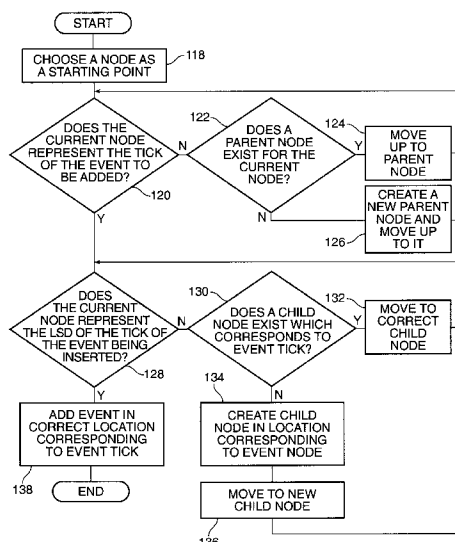 START
CHOOSE A NODE AS
A STARTING POINT
118
DOES THE
CURRENT NODE
REPRESENT THE TICK
OF THE EVENT TO
BE ADDED?
120
N
Y
122
DOES A
PARENT NODE
EXIST FOR THE
CURRENT
NODE?
Y
N
124
MOVE
UP TO
PARENT
NODE
CREATE A
NEW PARENT
NODE AND
MOVE UP
TO IT
126
DOES
THE CURRENT
NODE REPRESENT
THE LSD OF THE TICK OF
THE EVENT BEING
INSERTED?
128
N
Y
130
DOES A CHILD
NODE EXIST WHICH
CORRESPONDS TO
EVENT TICK?
Y
N
132
MOVE TO
CORRECT
CHILD
NODE
134
CREATE CHILD
NODE IN LOCATION
CORRESPONDING
TO EVENT NODE
ADD EVENT IN
CORRECT LOCATION
CORRESPONDING
TO EVENT TICK
138
END
MOVE TO NEW
CHILD NODE
136